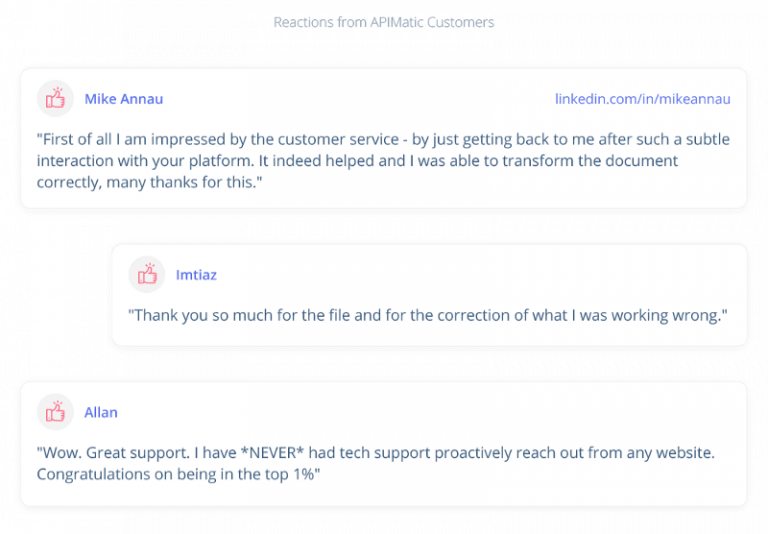 Reactions from APIMatic Customers
Mike Annau
linkedin.com/in/mikeannau
"First of all I am impressed by the customer service - by just getting back to me after such a subtle
interaction with your platform. It indeed helped and I was able to transform the document
correctly, many thanks for this."
Imtiaz
"Thank you so much for the file and for the correction of what I was working wrong."
Allan
"Wow. Great support. I have *NEVER* had tech support proactively reach out from any website.
Congratulations on being in the top 1%"